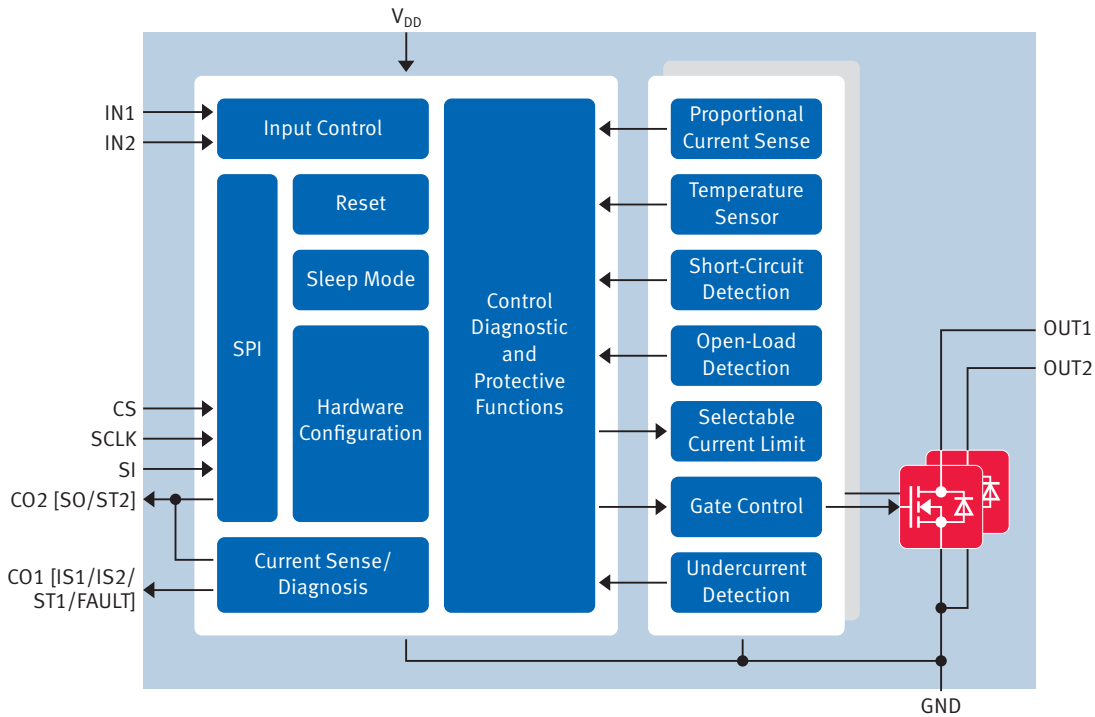 VDD
IN1
IN2
Input Control
SPI
Reset
Sleep Mode
Hardware
Configuration
CS
SCLK
SI
CO2 [SO/ST2]
CO1 [IS1/IS2/
ST1/FAULT]
Current Sense/
Diagnosis
Control
Diagnostic
and
Protective
Functions
Proportional
Current Sense
Temperature
Sensor
Short-Circuit
Detection
Open-Load
Detection
Selectable
Current Limit
Gate Control
Undercurrent
Detection
OUT1
OUT2
GND